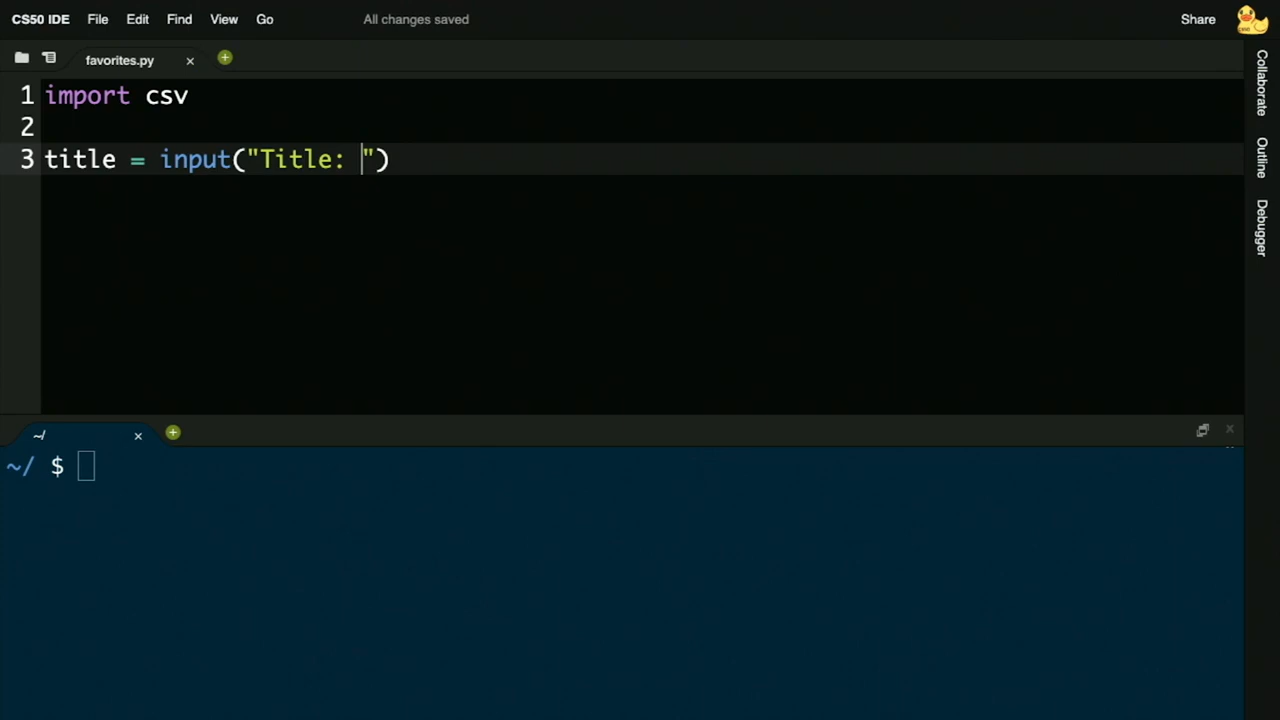 CS50 IDE File Edit Find View Go All changes saved Share
favorites.py
1 import csv
2
3 title = input("Title: ")
~/
~/ $
Collaborate
Outline
Debugger